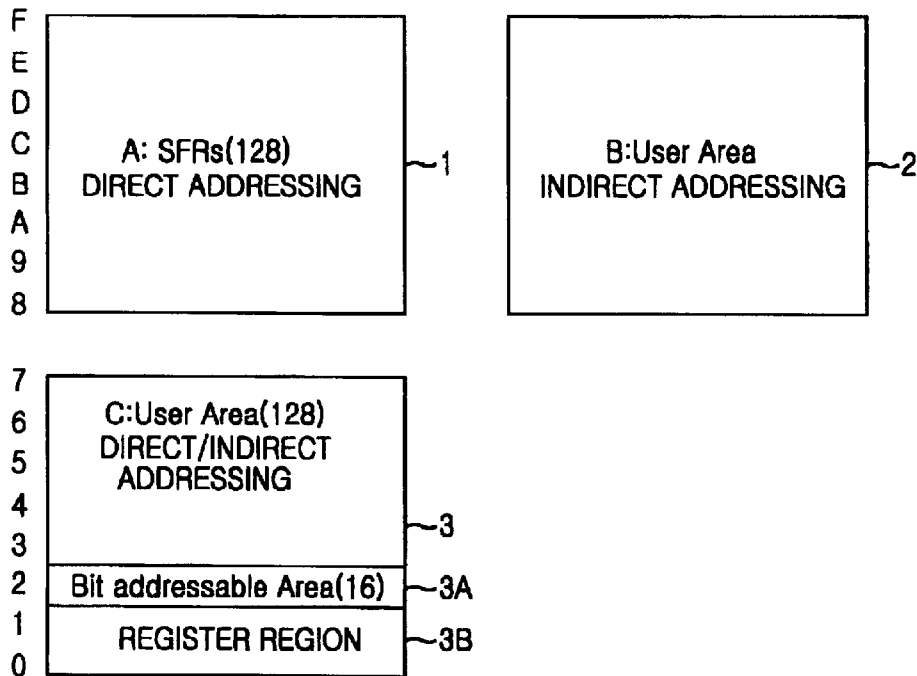 F
E
D
C
B
A
9
8
A: SFRs(128)
DIRECT ADDRESSING
1
B:User Area
INDIRECT ADDRESSING
2
7
6
5
4
3
2
1
0
C:User Area(128)
DIRECT/INDIRECT
ADDRESSING
3
Bit addressable Area(16)
3A
REGISTER REGION
3B